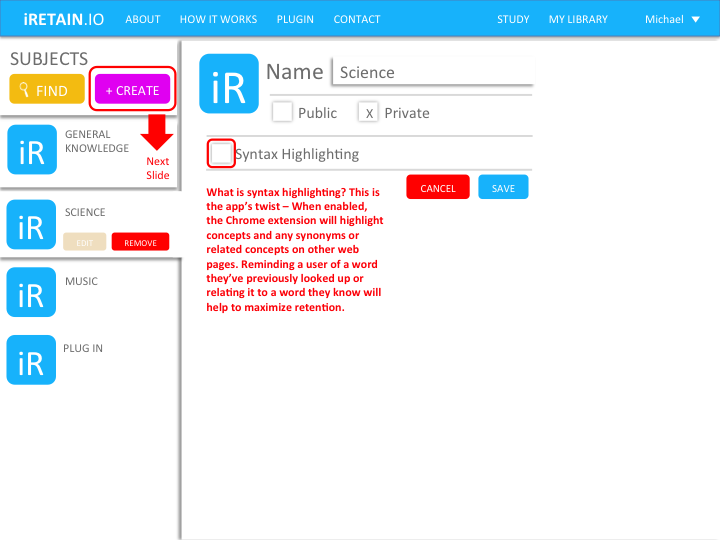 iRETAIN.IO ABOUT HOW IT WORKS PLUGIN CONTACT STUDY MY LIBRARY Michael
SUBJECTS
FIND + CREATE
iR
GENERAL
KNOWLEDGE
Next
Slide
iR
SCIENCE
EDIT REMOVE
iR
MUSIC
iR
PLUG IN
iR
Name Science
Public x Private
Syntax Highlighting
CANCEL SAVE
What is syntax highlighting? This is
the app's twist – When enabled,
the Chrome extension will highlight
concepts and any synonyms or
related concepts on other web
pages. Reminding a user of a word
they've previously looked up or
relating it to a word they know will
help to maximize retention.